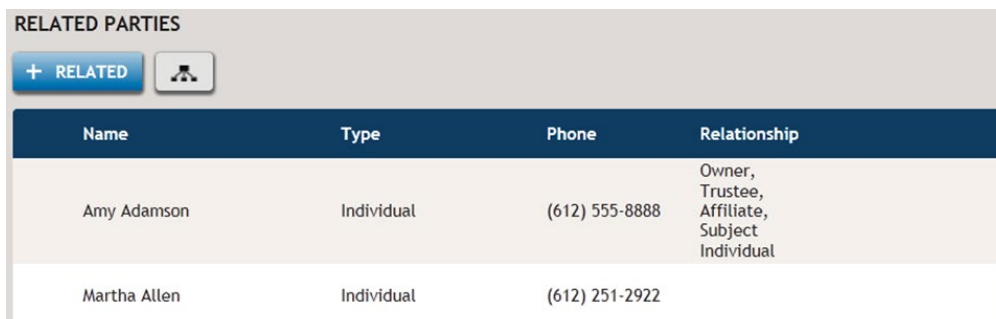 RELATED PARTIES
+ RELATED
Name Type Phone Relationship
Owner,
Trustee,
Amy Adamson Individual (612) 555-8888 Affiliate,
Subject
Individual
Martha Allen Individual (612) 251-2922